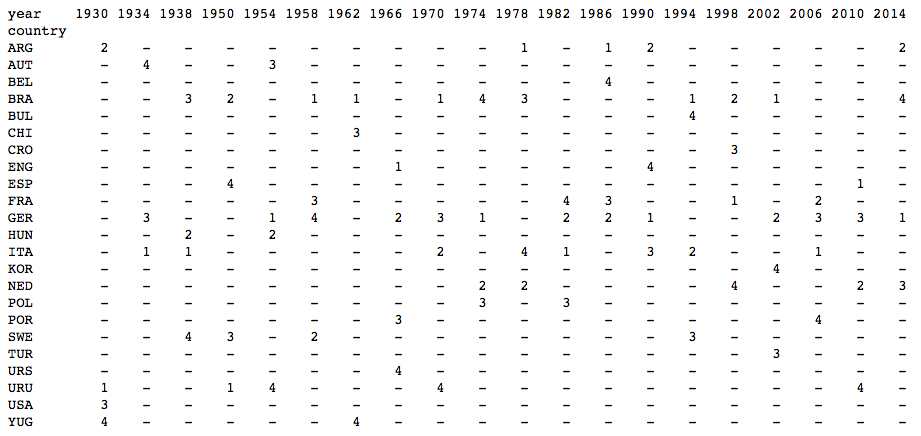 year 1930 1934 1938 1950 1954 1958 1962 1966 1970 1974 1978 1982 1986 1990 1994 1998 2002 2006 2010 2014
country
ARG 2 - - - - - - - - - 1 - 1 2 - - - - - 2
AUT - 4 - - 3 - - - - - - - - - - - - - - -
BEL - - - - - - - - - - - - 4 - - - - - - -
BRA - - 3 2 - 1 1 - 1 4 3 - - - 1 2 1 - - 4
BUL - - - - - - - - - - - - - - 4 - - - - -
CHI - - - - - - 3 - - - - - - - - - - - - -
CRO - - - - - - - - - - - - - - - 3 - - - -
ENG - - - - - - - 1 - - - - - 4 - - - - - -
ESP - - - 4 - - - - - - - - - - - - - - 1 -
FRA - - - - - 3 - - - - - 4 3 - - 1 - 2 - -
GER - 3 - - 1 4 - 2 3 1 - 2 2 1 - - 2 3 3 1
HUN - - 2 - 2 - - - - - - - - - - - - - - -
ITA - 1 1 - - - - - 2 - 4 1 - 3 2 - - 1 - -
KOR - - - - - - - - - - - - - - - - 4 - - -
NED - - - - - - - - - 2 2 - - - - 4 - - 2 3
POL - - - - - - - - - 3 - 3 - - - - - - - -
POR - - - - - - - 3 - - - - - - - - - 4 - -
SWE - - 4 3 - 2 - - - - - - - - 3 - - - - -
TUR - - - - - - - - - - - - - - - - 3 - - -
URS - - - - - - - 4 - - - - - - - - - - - -
URU 1 - - 1 4 - - - 4 - - - - - - - - - 4 -
USA 3 - - - - - - - - - - - - - - - - - - -
YUG 4 - - - - - 4 - - - - - - - - - - - - -